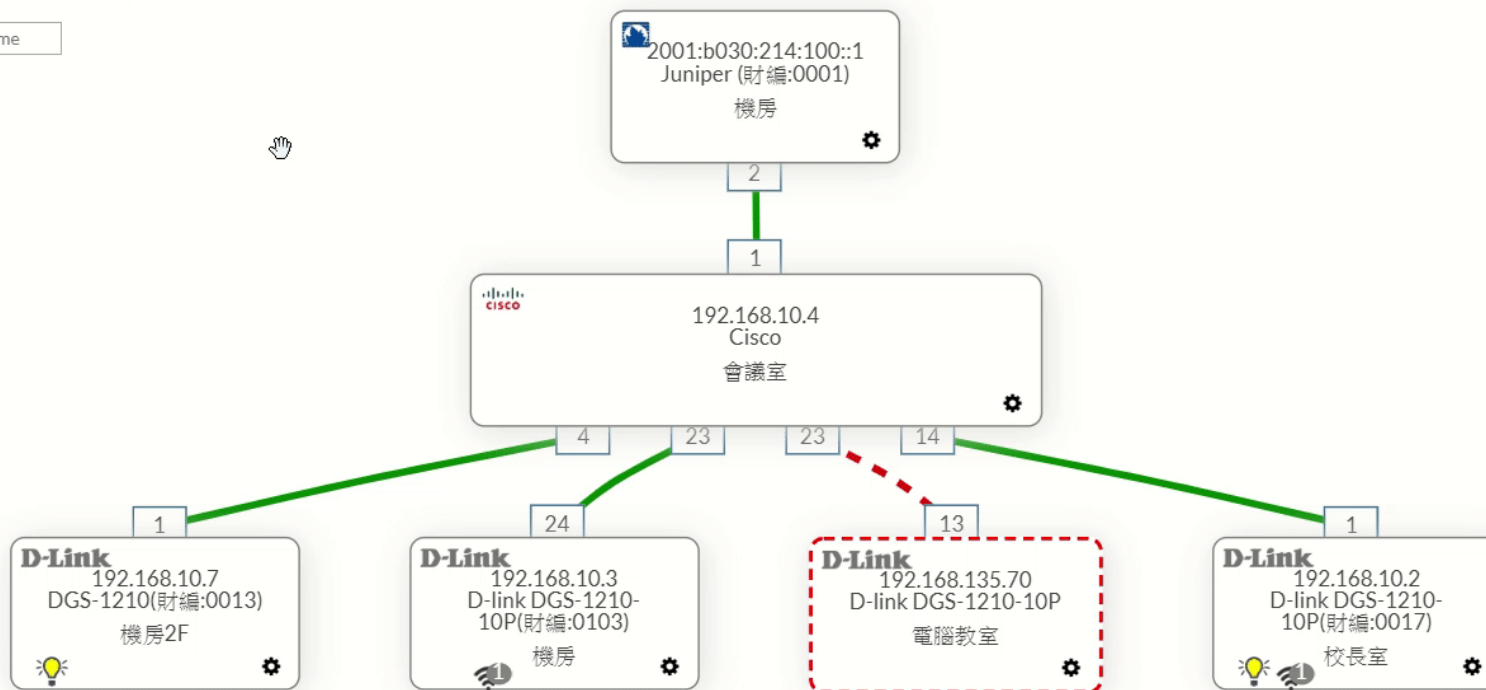 me
2001:b030:214:100::1
Juniper (財編:0001)
機房
2
1
CISCO
192.168.10.4
Cisco
會議室
4
23
23
14
1
24
13
1
D-Link
192.168.10.7
DGS-1210(財編:0013)
機房2F
D-Link
192.168.10.3
D-link DGS-1210-
10P(財編:0103)
機房
1
D-Link
192.168.135.70
D-link DGS-1210-10P
電腦教室
D-Link
192.168.10.2
D-link DGS-1210-
10P(財編:0017)
校長室
1